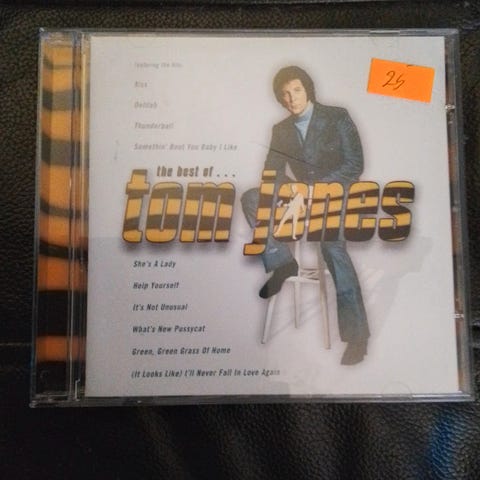 featuring the hits:
Kiss
Delilah
Thunderball
Somethin' Bout You Baby I Like
25
the best of...
tom jones
She's A Lady
Help Yourself
It's Not Unusual
What's New Pussycat
Green, Green Grass Of Home
(It Looks Like) I'll Never Fall In Love Again